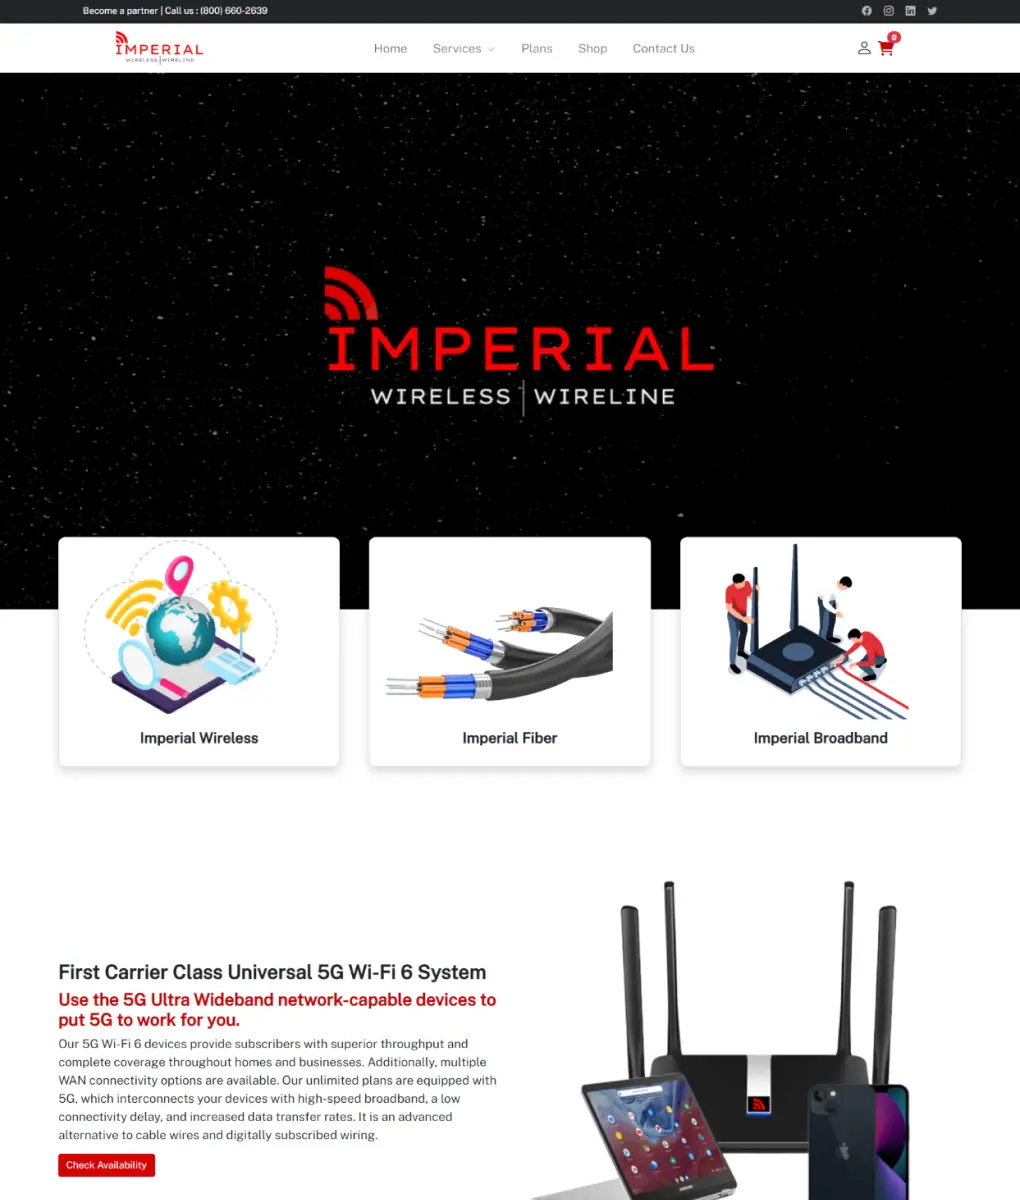 Become a partner | Call us : (800) 660-2639
IMPERIAL
WIRELESS | WIRELINE
Home Services Plans Shop Contact Us
0
IMPERIAL
WIRELESS | WIRELINE
Imperial Wireless
Imperial Fiber
Imperial Broadband
First Carrier Class Universal 5G Wi-Fi 6 System
Use the 5G Ultra Wideband network-capable devices to
put 5G to work for you.
Our 5G Wi-Fi 6 devices provide subscribers with superior throughput and
complete coverage throughout homes and businesses. Additionally, multiple
WAN connectivity options are available. Our unlimited plans are equipped with
5G, which interconnects your devices with high-speed broadband, a low
connectivity delay, and increased data transfer rates. It is an advanced
alternative to cable wires and digitally subscribed wiring.
Check Availability
SAMSUNG